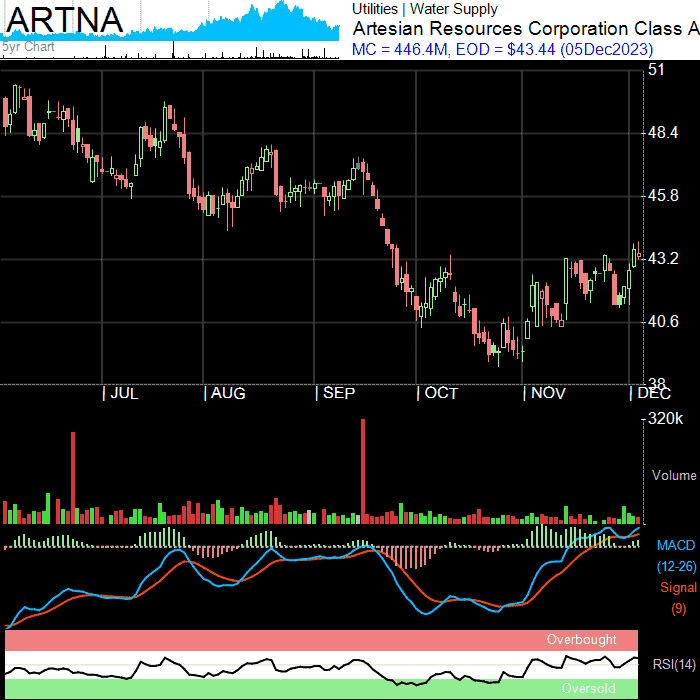 ARTNA
5yr Chart
Utilities | Water Supply
Artesian Resources Corporation Class A
MC = 446.4M, EOD = $43.44 (05Dec2023)
51
48.4
45.8
43.2
40.6
38
JUL
AUG
SEP
OCT
NOV
DEC
320k
Volume
MACD
(12-26)
Signal
(9)
Overbought
RSI(14)
Oversold